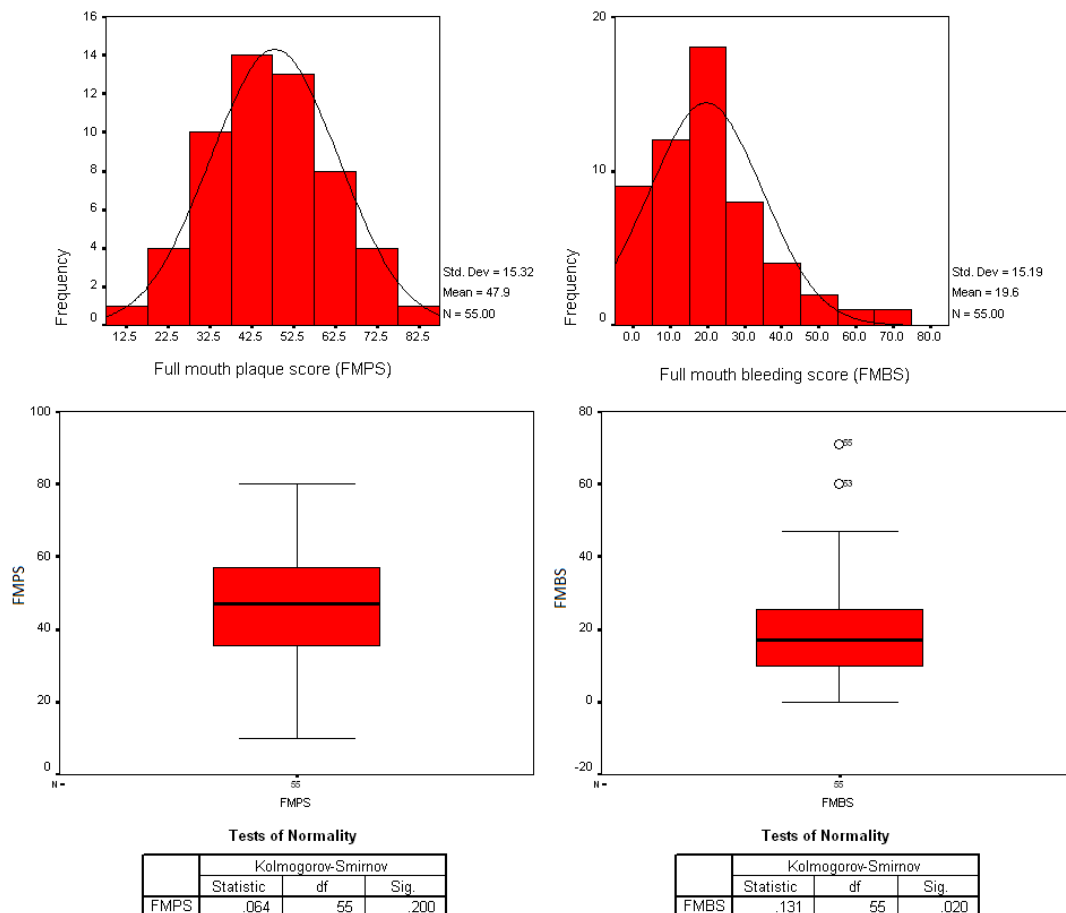 16
14
12
10
8
6
4
2
0
Frequency
12.5 22.5 32.5 42.5 52.5 62.5 72.5 82.5
Full mouth plaque score (FMPS)
Std. Dev = 15.32
Mean = 47.9
N = 55.00
20
10
0
Frequency
0.0 10.0 20.0 30.0 40.0 50.0 60.0 70.0 80.0
Full mouth bleeding score (FMBS)
Std. Dev = 15.19
Mean = 19.6
N = 55.00
100
80
60
40
20
0
FMPS
N = 55
FMPS
80
60
40
20
0
-20
FMBS
55
53
N = 55
FMBS
Tests of Normality
Kolmogorov-Smirnov
Statistic df Sig.
FMPS .064 55 .200
Tests of Normality
Kolmogorov-Smirnov
Statistic df Sig.
FMBS .131 55 .020